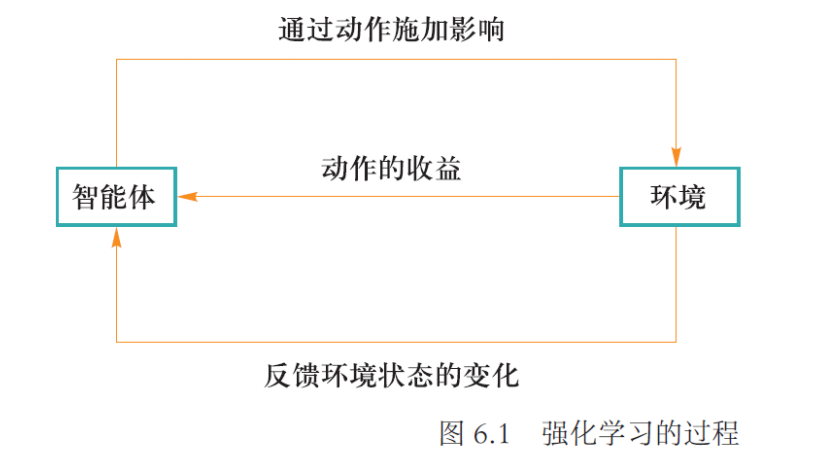 通过动作施加影响
动作的收益
智能体
环境
反馈环境状态的变化
图 6.1 强化学习的过程